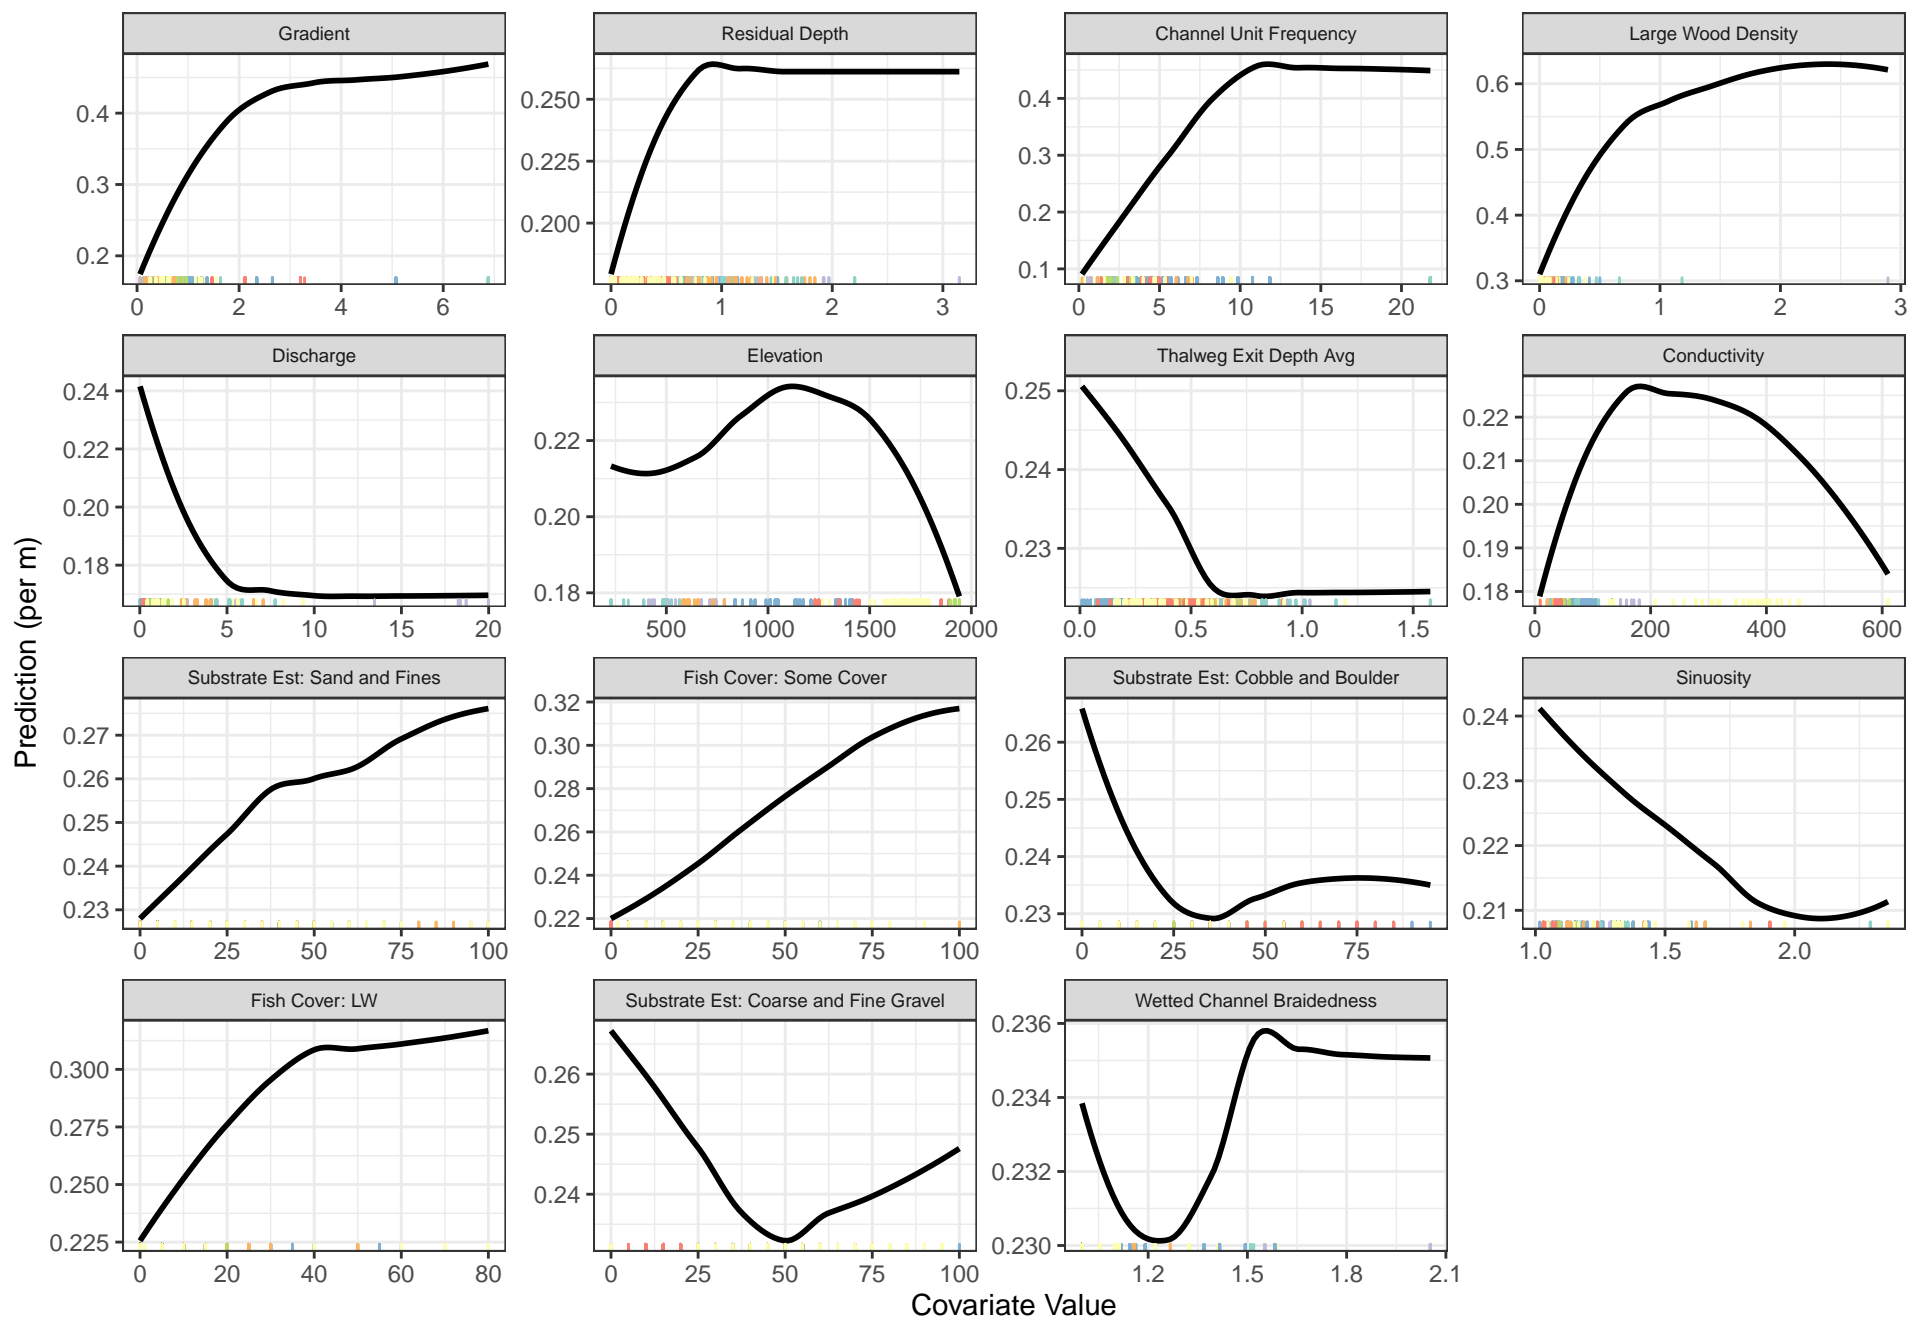 Gradient
Residual Depth
Channel Unit Frequency
Large Wood Density
0.4
0.3
0.2
0 2 4 6
0.250
0.225
0.200
0 1 2 3
0.4
0.3
0.2
0.1
0 5 10 15 20
0.6
0.5
0.4
0.3
0 1 2 3
Discharge
Elevation
Thalweg Exit Depth Avg
Conductivity
0.24
0.22
0.20
0.18
0 5 10 15 20
0.22
0.20
0.18
500 1000 1500 2000
0.25
0.24
0.23
0.0 0.5 1.0 1.5
0.22
0.21
0.20
0.19
0.18
0 200 400 600
Prediction (per m)
Substrate Est: Sand and Fines
Fish Cover: Some Cover
Substrate Est: Cobble and Boulder
Sinuosity
0.27
0.26
0.25
0.24
0.23
0 25 50 75 100
0.32
0.30
0.28
0.26
0.24
0.22
0 25 50 75 100
0.26
0.25
0.24
0.23
0 25 50 75
0.24
0.23
0.22
0.21
1.0 1.5 2.0
Fish Cover: LW
Substrate Est: Coarse and Fine Gravel
Wetted Channel Braidedness
0.300
0.275
0.250
0.225
0 20 40 60 80
0.26
0.25
0.24
0 25 50 75 100
0.236
0.234
0.232
0.230
1.2 1.5 1.8 2.1
Covariate Value